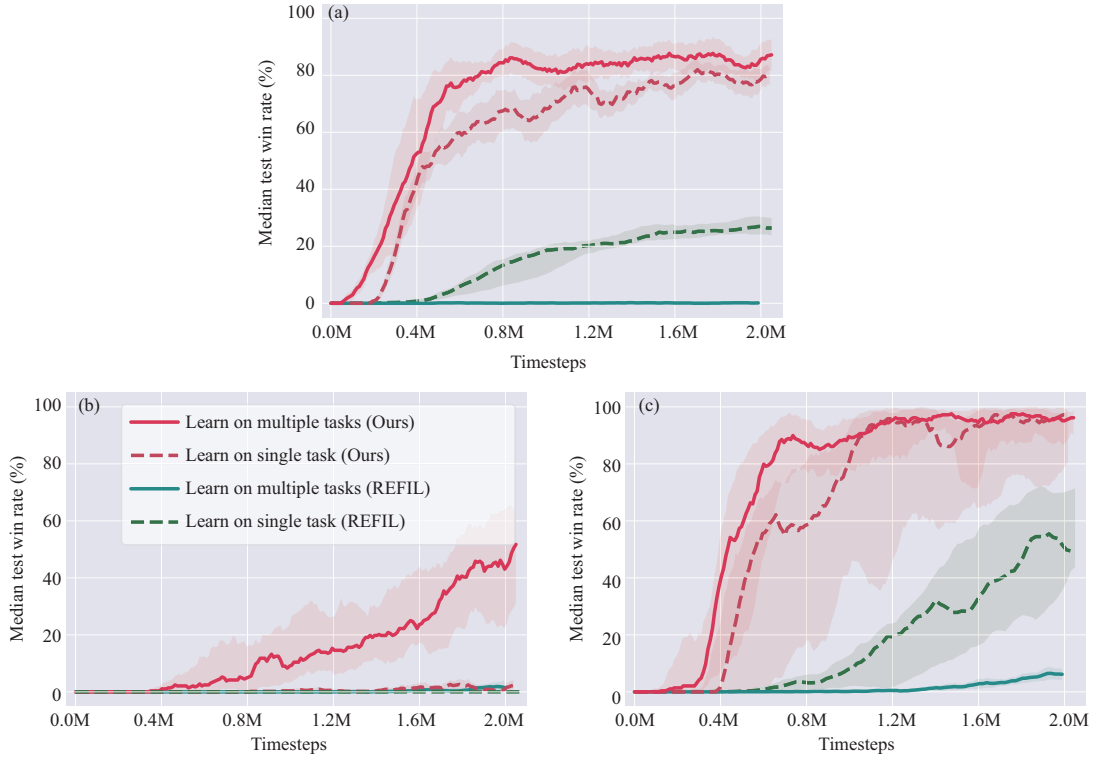 (a)
100
80
60
40
20
0
Median test win rate (%)
0.0M 0.4M 0.8M 1.2M 1.6M 2.0M
Timesteps
(b)
100
80
60
40
20
0
Median test win rate (%)
Learn on multiple tasks (Ours)
Learn on single task (Ours)
Learn on multiple tasks (REFIL)
Learn on single task (REFIL)
0.0M 0.4M 0.8M 1.2M 1.6M 2.0M
Timesteps
(c)
100
80
60
40
20
0
Median test win rate (%)
0.0M 0.4M 0.8M 1.2M 1.6M 2.0M
Timesteps